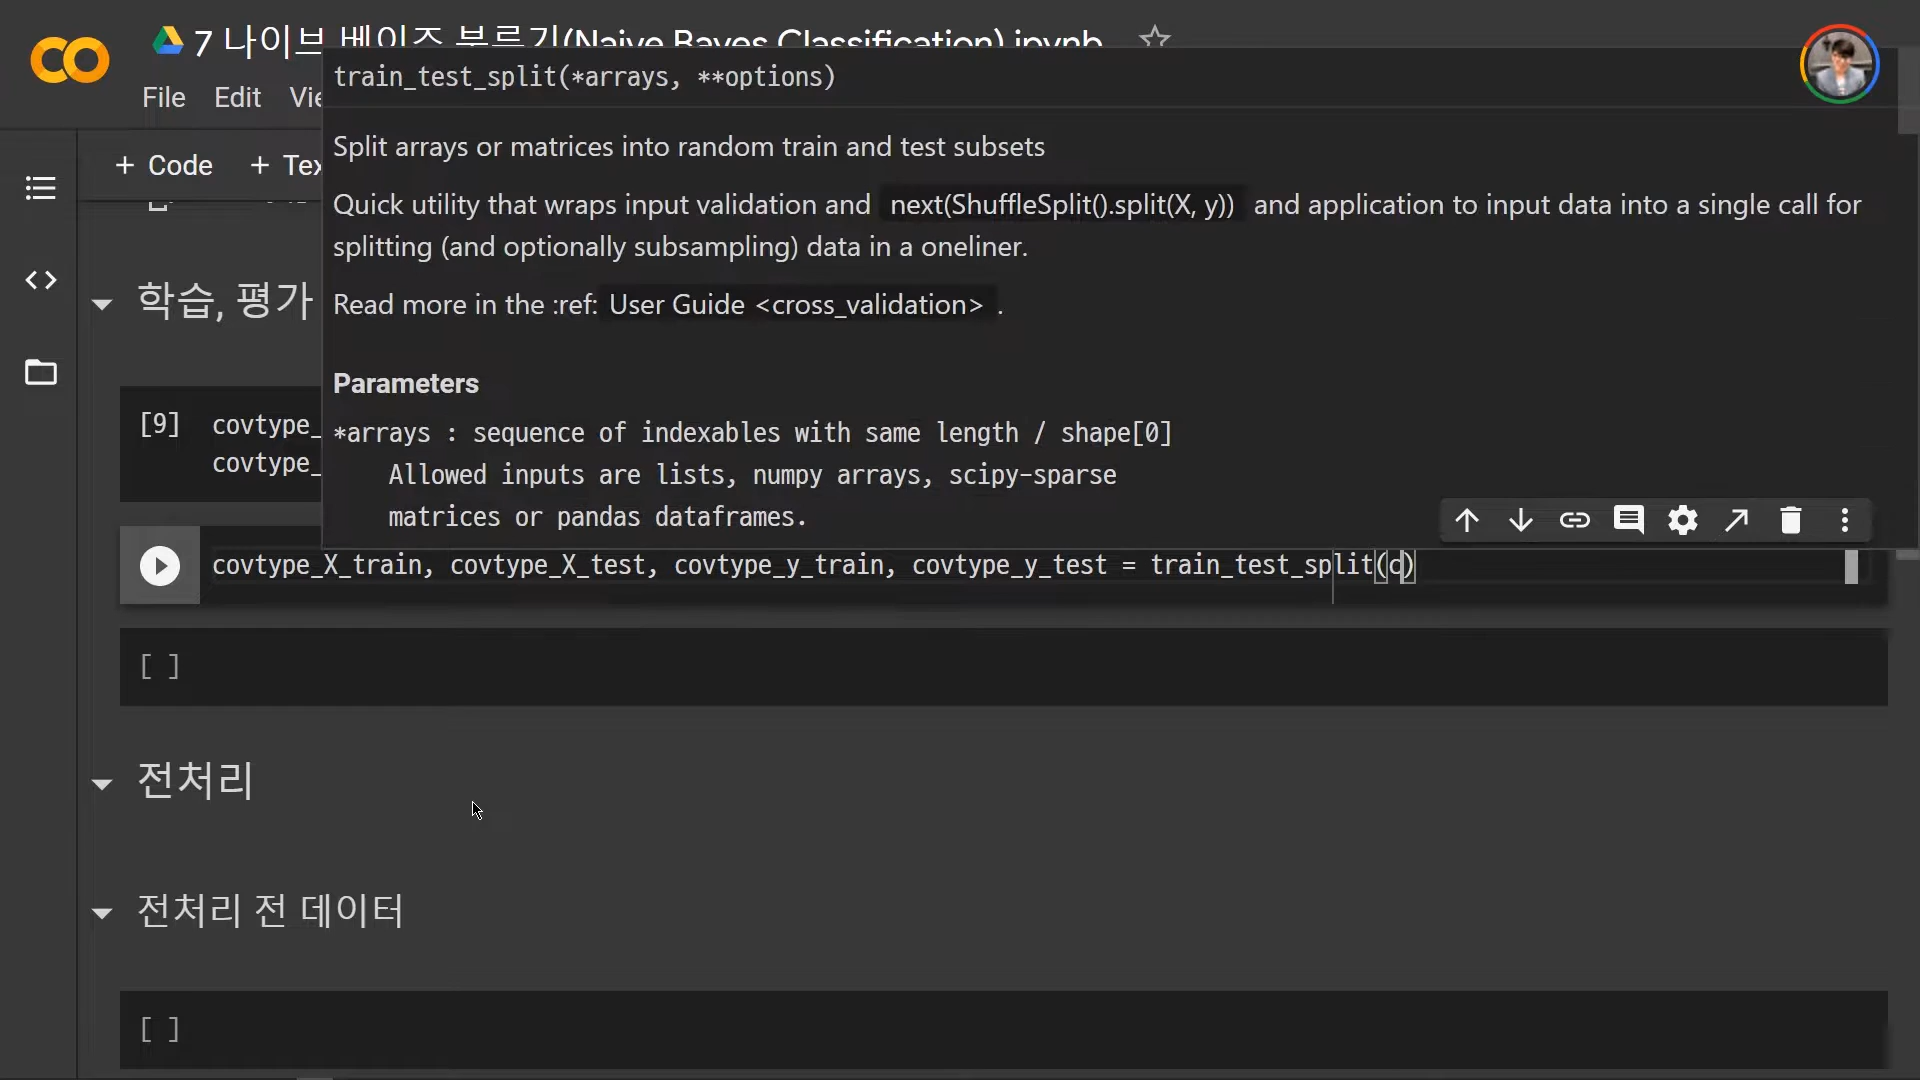 7 나이브 베이즈 분류기(Naive Bayes Classification).ipynb
File Edit
train_test_split(*arrays, **options)
Split arrays or matrices into random train and test subsets
+ Code + Tex
Quick utility that wraps input validation and next(ShuffleSplit().split(X, y)) and application to input data into a single call for
splitting (and optionally subsampling) data in a oneliner.
학습, 평가
Read more in the :ref: User Guide <cross_validation> .
Parameters
[9] covtype_
covtype_
*arrays : sequence of indexables with same length / shape[0]
Allowed inputs are lists, numpy arrays, scipy-sparse
matrices or pandas dataframes.
covtype_X_train, covtype_X_test, covtype_y_train, covtype_y_test = train_test_split(c)
[ ]
전처리
전처리 전 데이터
[ ]